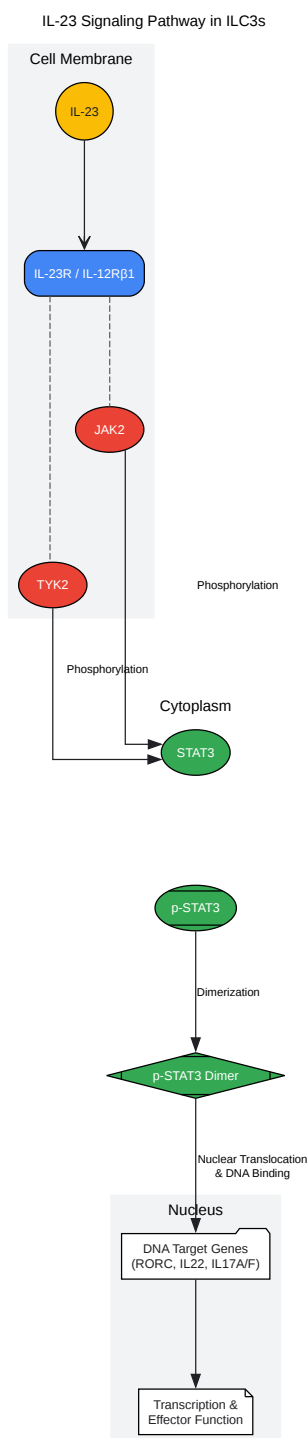 IL-23 Signaling Pathway in ILC3s
Cell Membrane
IL-23
IL-23R / IL-12Rβ1
JAK2
TYK2
Phosphorylation
Phosphorylation
Cytoplasm
STAT3
p-STAT3
Dimerization
p-STAT3 Dimer
Nuclear Translocation
& DNA Binding
Nucleus
DNA Target Genes
(RORC, IL22, IL17A/F)
Transcription &
Effector Function